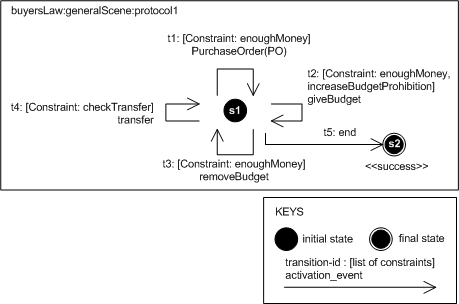 buyersLaw:generalScene:protocol1
t1: [Constraint: enoughMoney]
PurchaseOrder(PO)
t2: [Constraint: enoughMoney,
increaseBudgetProhibition]
giveBudget
t4: [Constraint: checkTransfer]
transfer
s1
t5: end
s2
<<success>>
t3: [Constraint: enoughMoney]
removeBudget
KEYS
initial state
final state
transition-id : [list of constraints]
activation_event